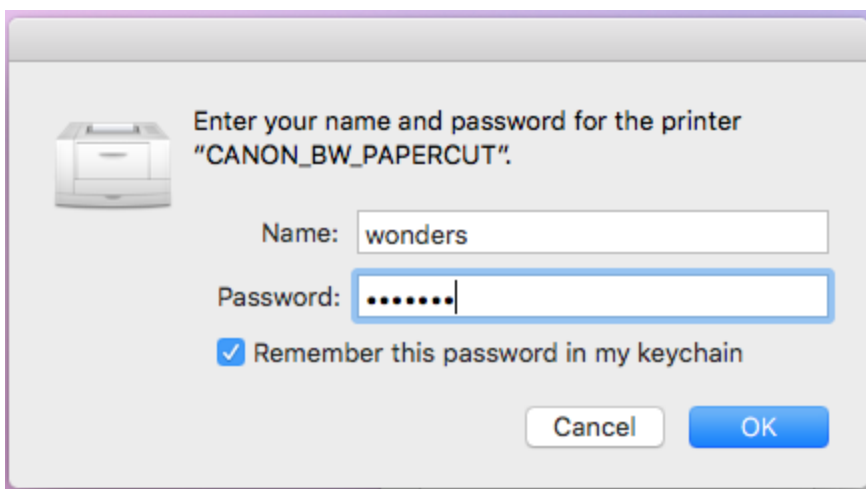 Enter your name and password for the printer
“CANON_BW_PAPERCUT”.
Name: wonders
Password: •••••••
Remember this password in my keychain
Cancel OK